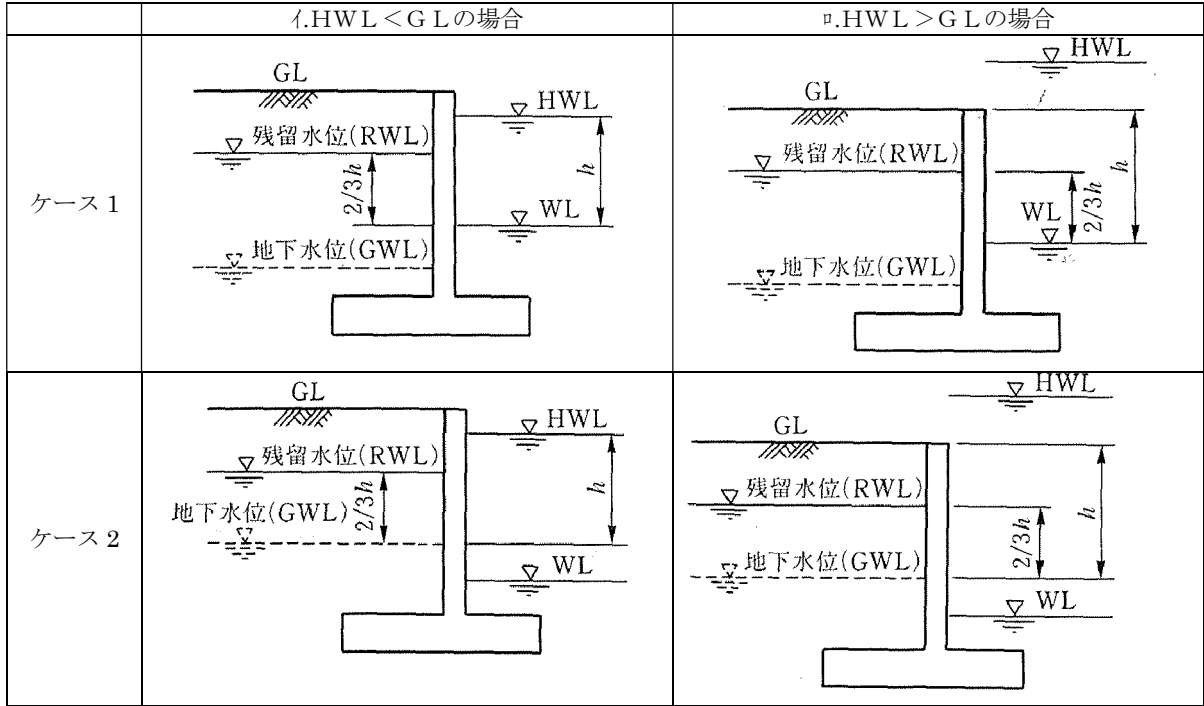 ｲ.HWL＜GLの場合
ﾛ.HWL＞GLの場合
ケース1
GL
HWL
残留水位(RWL)
2/3h
h
WL
地下水位(GWL)
HWL
GL
残留水位(RWL)
h
WL
2/3h
地下水位(GWL)
ケース2
GL
HWL
残留水位(RWL)
2/3h
h
地下水位(GWL)
WL
HWL
GL
残留水位(RWL)
h
2/3h
地下水位(GWL)
WL